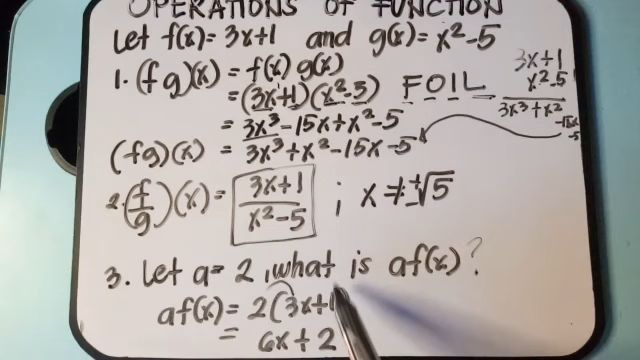 OPERATIONS OF FUNCTION
Let f(x) = 3x+1 and g(x) = x²-5
1. (fg)(x) = f(x) g(x)
= (3x+1)(x²-5) FOIL
= 3x³-15x+x²-5
(fg)(x) = 3x³+x²-15x-5
3x+1
x²-5
3x³+x²
-15x
-5
2. (f/g)(x) = 3x+1/x²-5 ; x ≠ ±√5
3. Let a=2, what is af(x)?
af(x) = 2(3x+1
= 6x+2